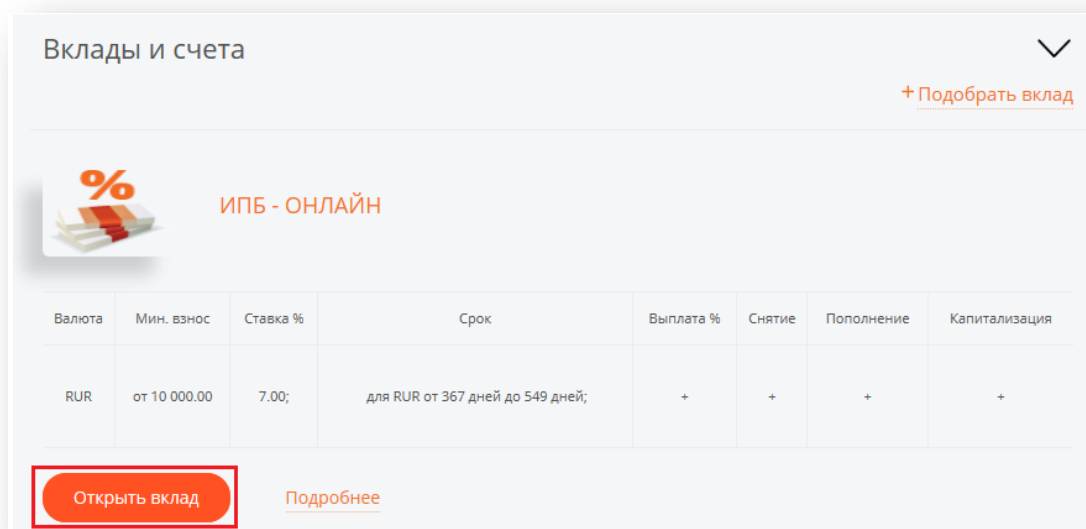 Вклады и счета
+ Подобрать вклад
%
ИПБ - ОНЛАЙН
Валюта Мин. взнос Ставка % Срок Выплата % Снятие Пополнение Капитализация
RUR от 10 000.00 7.00; для RUR от 367 дней до 549 дней; + + + +
Открыть вклад Подробнее